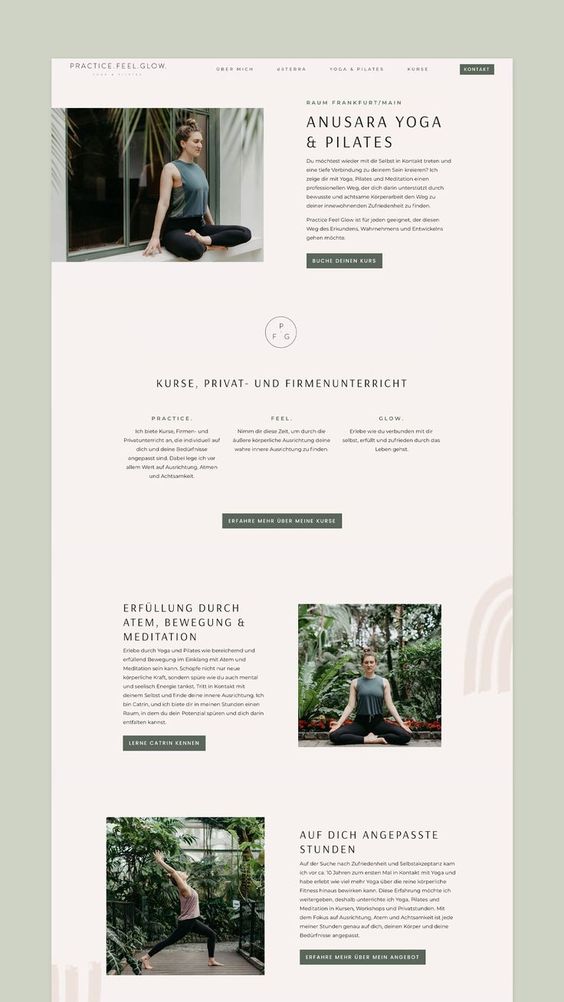 PRACTICE.FEEL.GLOW.
YOGA & PILATES
ÜBER MICH
dōTERRA
YOGA & PILATES
KURSE
KONTAKT
RAUM FRANKFURT/MAIN
ANUSARA YOGA
& PILATES
Du möchtest wieder mit dir Selbst in Kontakt treten und
eine tiefe Verbindung zu deinem Sein kreieren? Ich
zeige dir mit Yoga, Pilates und Meditation einen
professionellen Weg, der dich darin unterstützt durch
bewusste und achtsame Körperarbeit den Weg zu
deiner innewohnenden Zufriedenheit zu finden.
Practice Feel Glow ist für jeden geeignet, der diesen
Weg des Erkundens, Wahrnehmens und Entwickelns
gehen möchte.
BUCHE DEINEN KURS
P
F G
KURSE, PRIVAT- UND FIRMENUNTERRICHT
PRACTICE.
Ich biete Kurse, Firmen- und
Privatunterricht an, die individuell auf
dich und deine Bedürfnisse
angepasst sind. Dabei lege ich vor
allem Wert auf Ausrichtung, Atmen
und Achtsamkeit.
FEEL.
Nimm dir diese Zeit, um durch die
äußere körperliche Ausrichtung deine
wahre innere Ausrichtung zu finden
GLOW.
Erlebe wie du verbunden mit dir
selbst, erfüllt und zufrieden durch das
Leben gehst.
ERFAHRE MEHR ÜBER MEINE KURSE
ERFÜLLUNG DURCH
ATEM, BEWEGUNG &
MEDITATION
Erlebe durch Yoga und Pilates wie bereichernd und
erfüllend Bewegung im Einklang mit Atem und
Meditation sein kann. Schöpfe nicht nur neue
körperliche Kraft, sondern spüre wie du auch mental
und seelisch Energie tankst. Tritt in Kontakt mit
deinem Selbst und finde deine innere Ausrichtung. Ich
bin Catrin, und ich biete dir in meinen Stunden einen
Raum, in dem du dein Potenzial spüren und dich darin
entfalten kannst.
LERNE CATRIN KENNEN
AUF DICH ANGEPASSTE
STUNDEN
Auf der Suche nach Zufriedenheit und Selbstakzeptanz kam
ich vor ca. 10 Jahren zum ersten Mal in Kontakt mit Yoga und
habe erlebt wie viel mehr Yoga über die reine körperliche
Fitness hinaus bewirken kann. Diese Erfahrung möchte ich
weitergeben, deshalb unterrichte ich Yoga, Pilates und
Meditation in Kursen, Workshops und Privatstunden. Mit
dem Fokus auf Ausrichtung, Atem und Achtsamkeit ist jede
meiner Stunden genau auf dich, deinen Körper und deine
Bedürfnisse angepasst.
ERFAHRE MEHR ÜBER MEIN ANGEBOT